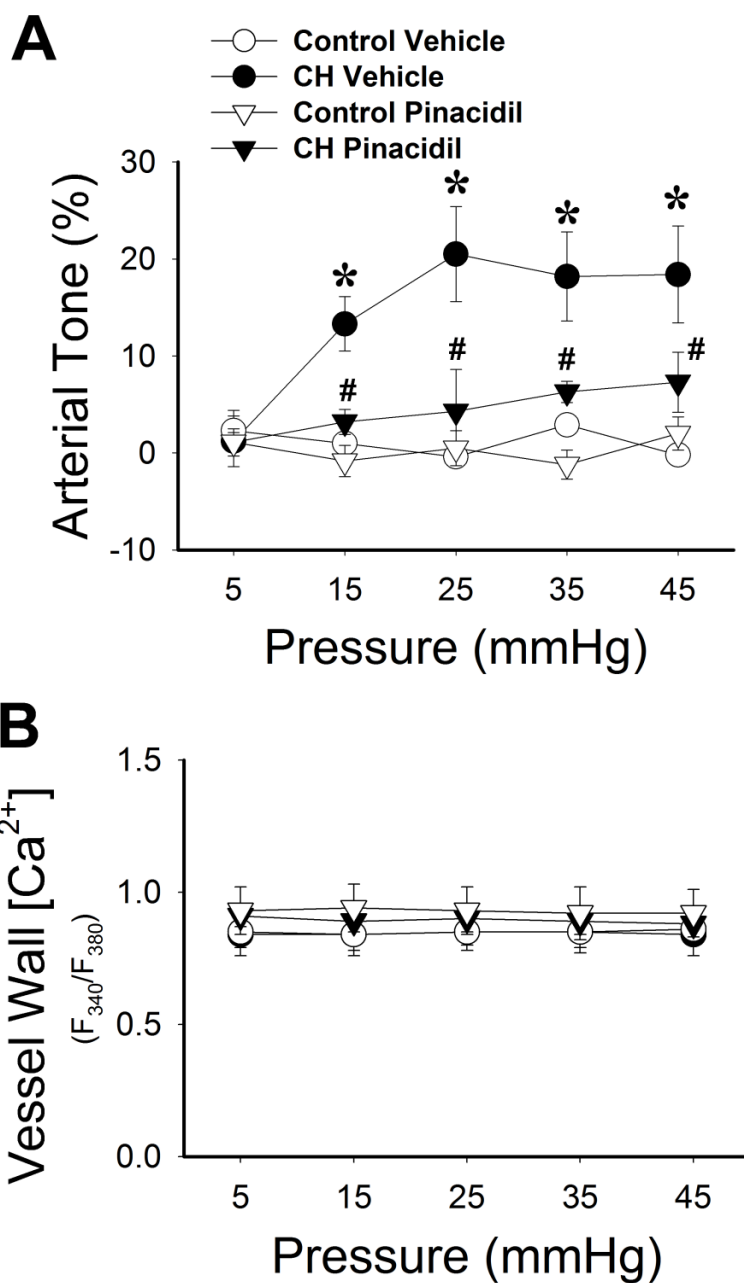 A
Control Vehicle
CH Vehicle
Control Pinacidil
CH Pinacidil
Arterial Tone (%)
30
20
10
0
-10
* * * * *
# # # #
5 15 25 35 45
Pressure (mmHg)
B
Vessel Wall [Ca²⁺]
(F₃₄₀/F₃₈₀)
1.5
1.0
0.5
0.0
5 15 25 35 45
Pressure (mmHg)